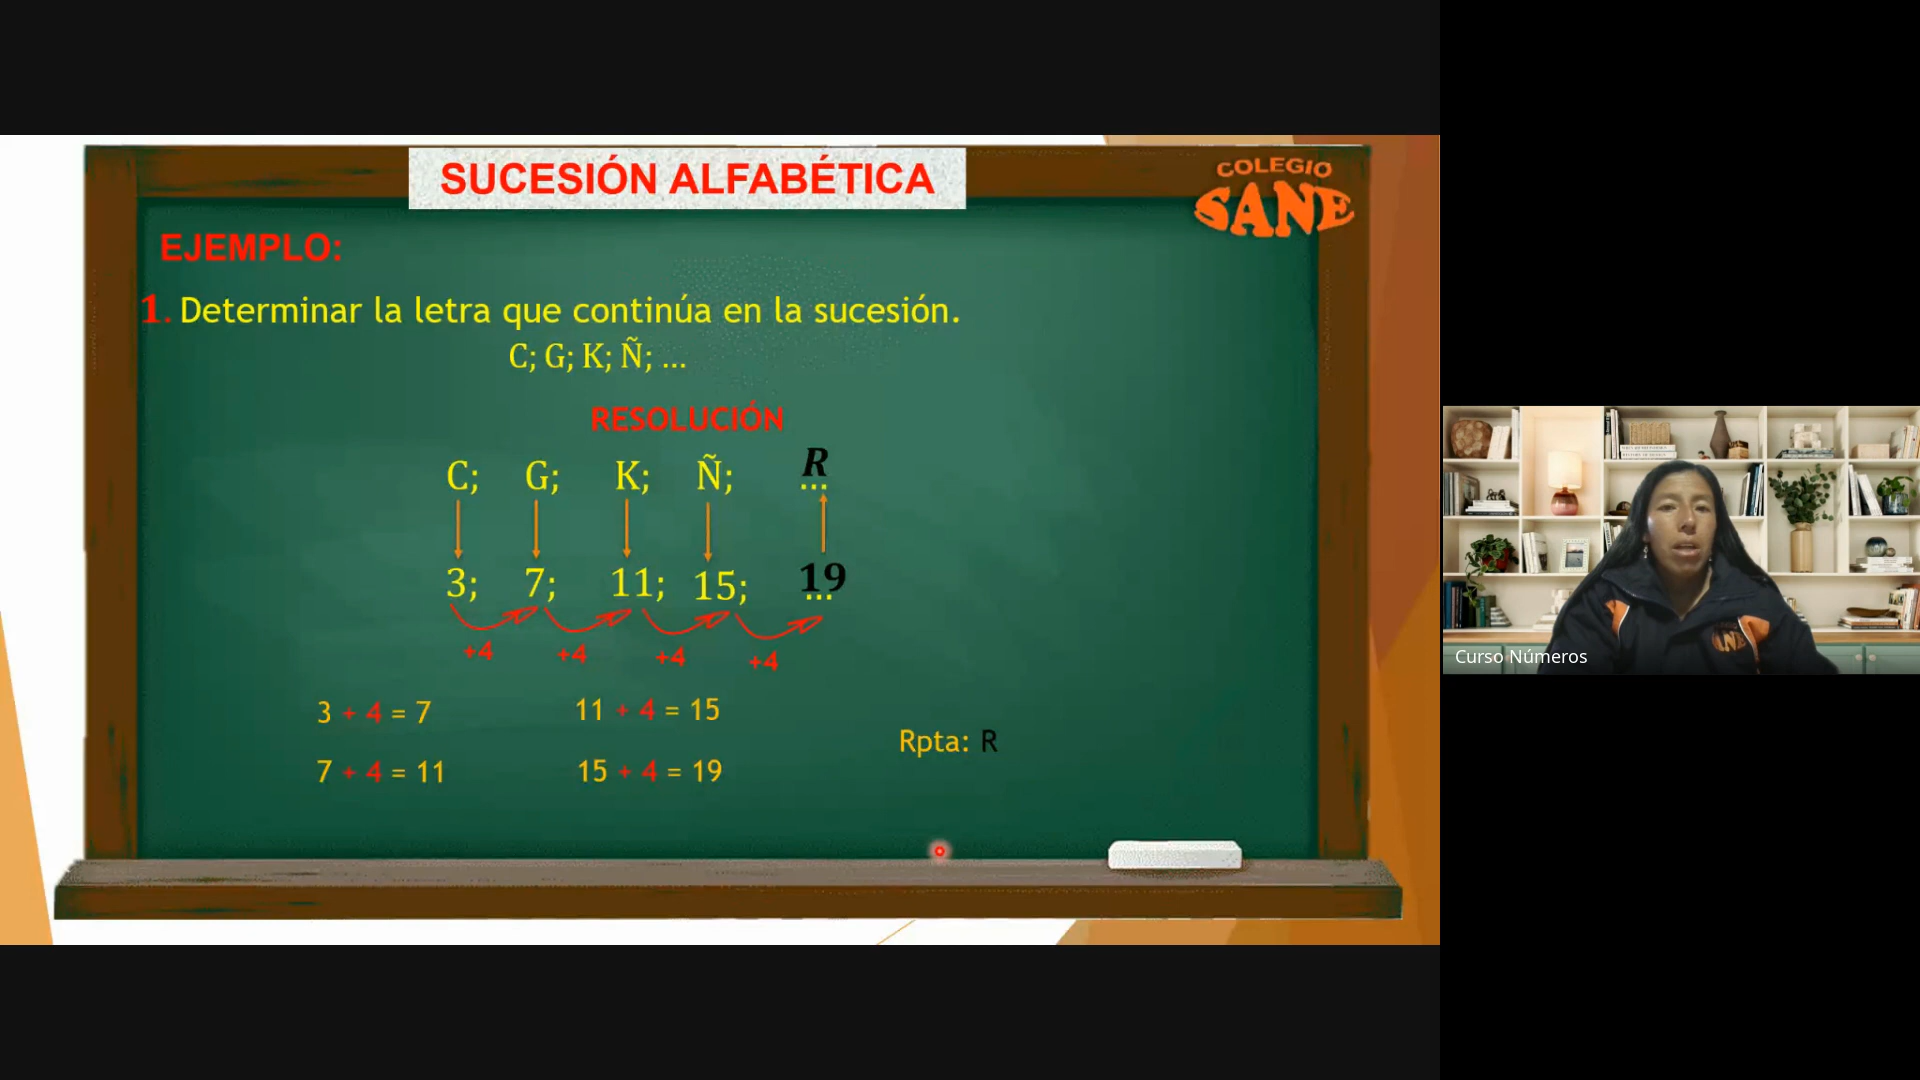 SUCESIÓN ALFABÉTICA
COLEGIO
SANE
EJEMPLO:
1. Determinar la letra que continúa en la sucesión.
C; G; K; Ñ; ...
RESOLUCIÓN
C; G; K; Ñ; R
...
3; 7; 11; 15; 19
...
+4 +4 +4 +4
3 + 4 = 7 11 + 4 = 15
Rpta: R
7 + 4 = 11 15 + 4 = 19
Curso Números